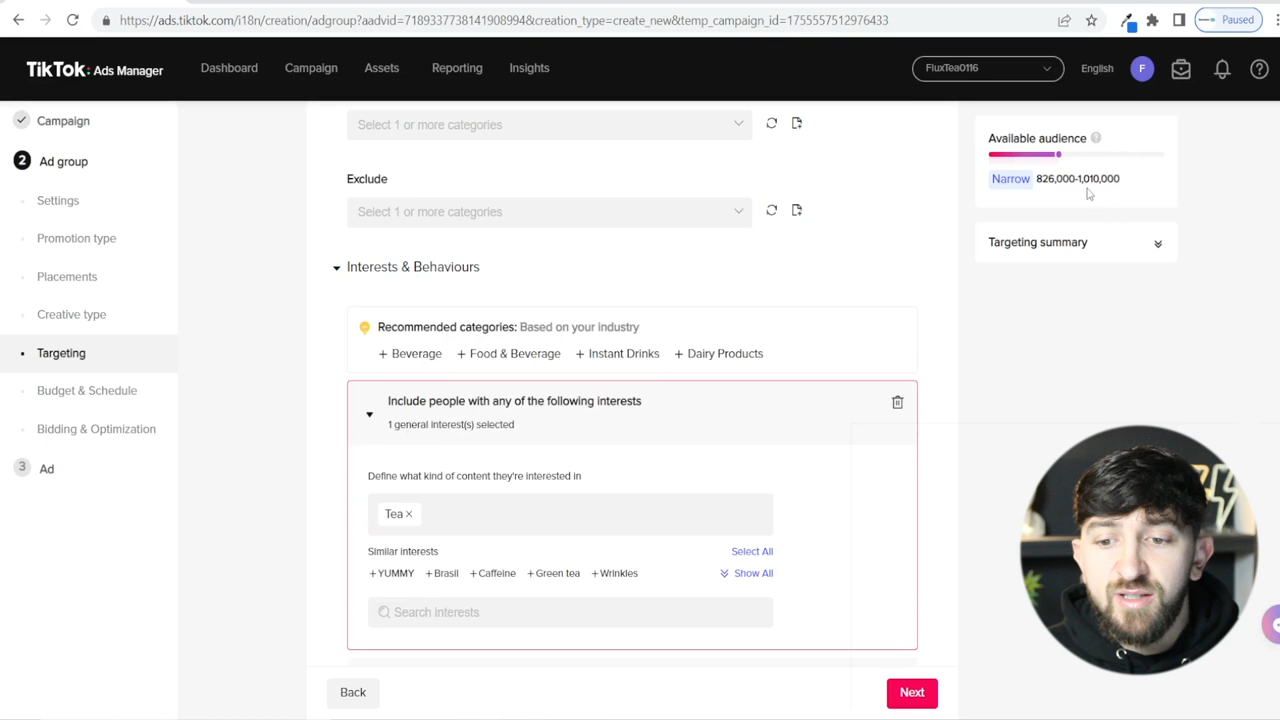 https://ads.tiktok.com/i18n/creation/adgroup?aadvid=7189337738141908994&creation_type=create_new&temp_campaign_id=1755557512976433
Paused
TikTok: Ads Manager
Dashboard
Campaign
Assets
Reporting
Insights
FluxTea0116
English
F
Campaign
2 Ad group
Settings
Promotion type
Placements
Creative type
Targeting
Budget & Schedule
Bidding & Optimization
3 Ad
Select 1 or more categories
Exclude
Select 1 or more categories
Interests & Behaviours
Recommended categories: Based on your industry
+ Beverage + Food & Beverage + Instant Drinks + Dairy Products
Include people with any of the following interests
1 general interest(s) selected
Define what kind of content they're interested in
Tea ×
Similar interests
Select All
+YUMMY +Brasil +Caffeine +Green tea +Wrinkles
Show All
Search interests
Back
Next
Available audience
Narrow 826,000-1,010,000
Targeting summary